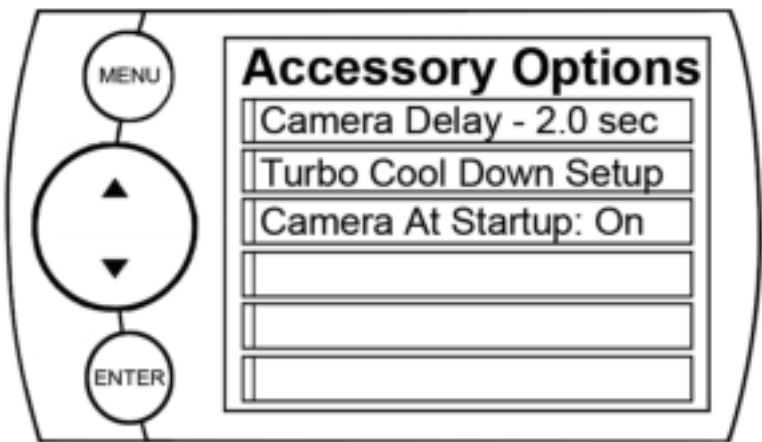 MENU
ENTER
Accessory Options
Camera Delay - 2.0 sec
Turbo Cool Down Setup
Camera At Startup: On